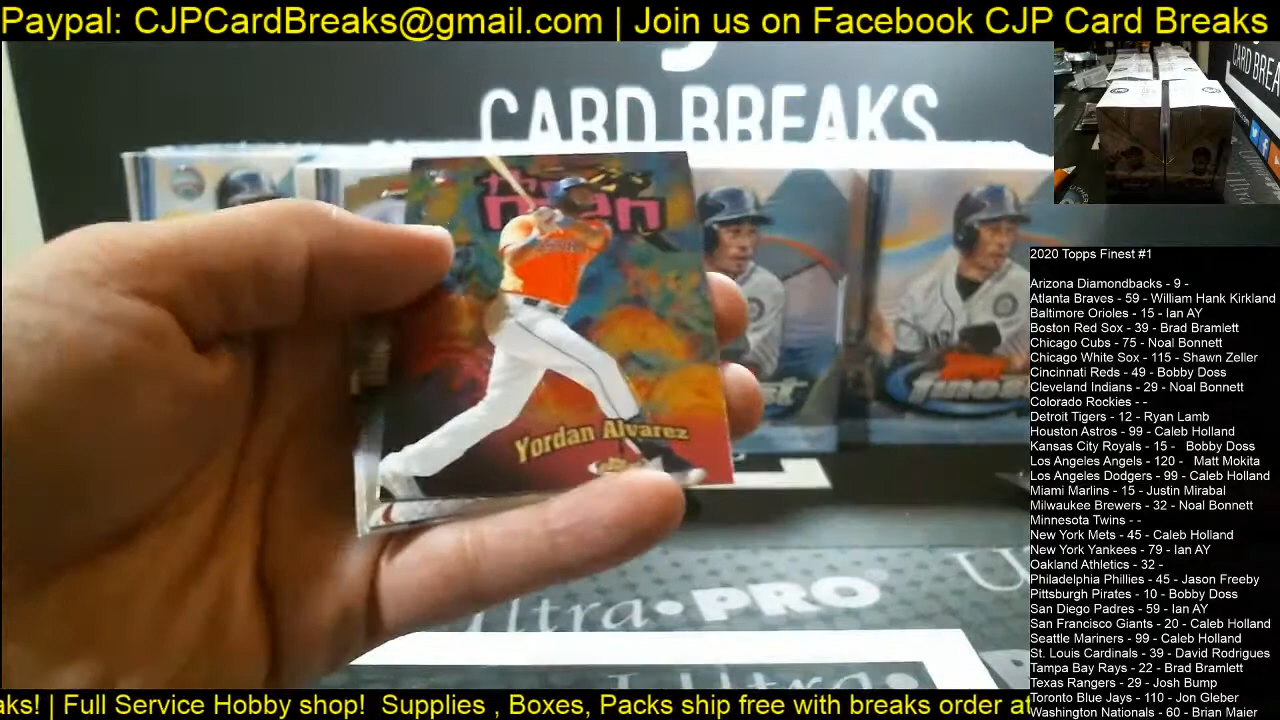 Paypal: CJPCardBreaks@gmail.com | Join us on Facebook CJP Card Breaks
CARD BREAKS
the man
Yordan Alvarez
finest
Ultra•PRO
CARD BREA
2020 Topps Finest #1
Arizona Diamondbacks - 9 -
Atlanta Braves - 59 - William Hank Kirkland
Baltimore Orioles - 15 - Ian AY
Boston Red Sox - 39 - Brad Bramlett
Chicago Cubs - 75 - Noal Bonnett
Chicago White Sox - 115 - Shawn Zeller
Cincinnati Reds - 49 - Bobby Doss
Cleveland Indians - 29 - Noal Bonnett
Colorado Rockies - -
Detroit Tigers - 12 - Ryan Lamb
Houston Astros - 99 - Caleb Holland
Kansas City Royals - 15 - Bobby Doss
Los Angeles Angels - 120 - Matt Mokita
Los Angeles Dodgers - 99 - Caleb Holland
Miami Marlins - 15 - Justin Mirabal
Milwaukee Brewers - 32 - Noal Bonnett
Minnesota Twins - -
New York Mets - 45 - Caleb Holland
New York Yankees - 79 - Ian AY
Oakland Athletics - 32 -
Philadelphia Phillies - 45 - Jason Freeby
Pittsburgh Pirates - 10 - Bobby Doss
San Diego Padres - 59 - Ian AY
San Francisco Giants - 20 - Caleb Holland
Seattle Mariners - 99 - Caleb Holland
St. Louis Cardinals - 39 - David Rodrigues
Tampa Bay Rays - 22 - Brad Bramlett
Texas Rangers - 29 - Josh Bump
Toronto Blue Jays - 110 - Jon Gleber
Washington Nationals - 60 - Brian Maier
aks! | Full Service Hobby shop! Supplies , Boxes, Packs ship free with breaks order at